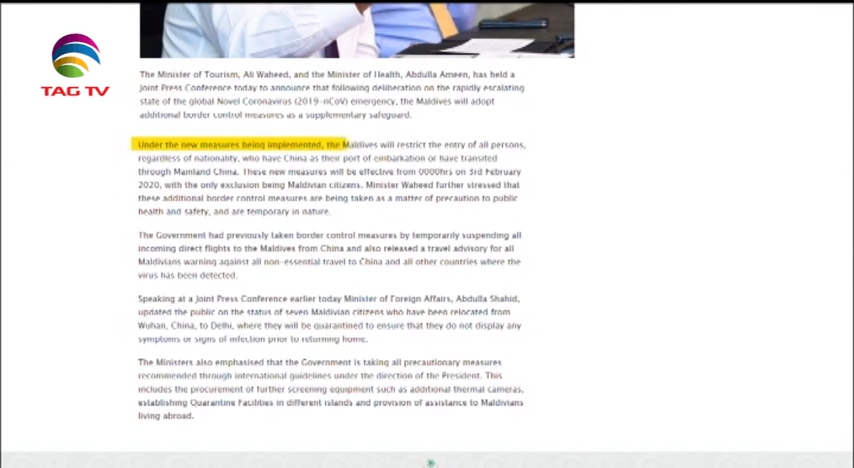 TAG TV
The Minister of Tourism, Ali Waheed, and the Minister of Health, Abdulla Ameen, has held a
Joint Press Conference today to announce that following deliberation on the rapidly escalating
state of the global Novel Coronavirus (2019-nCoV) emergency, the Maldives will adopt
additional border control measures as a supplementary safeguard.
Under the new measures being implemented, the Maldives will restrict the entry of all persons,
regardless of nationality, who have China as their port of embarkation or have transited
through Mainland China. These new measures will be effective from 0000hrs on 3rd February
2020, with the only exclusion being Maldivian citizens. Minister Waheed further stressed that
these additional border control measures are being taken as a matter of precaution to public
health and safety, and are temporary in nature.
The Government had previously taken border control measures by temporarily suspending all
incoming direct flights to the Maldives from China and also released a travel advisory for all
Maldivians warning against all non-essential travel to China and all other countries where the
virus has been detected.
Speaking at a Joint Press Conference earlier today Minister of Foreign Affairs, Abdulla Shahid,
updated the public on the status of seven Maldivian citizens who have been relocated from
Wuhan, China, to Delhi, where they will be quarantined to ensure that they do not display any
symptoms or signs of infection prior to returning home.
The Ministers also emphasised that the Government is taking all precautionary measures
recommended through international guidelines under the direction of the President. This
includes the procurement of further screening equipment such as additional thermal cameras,
establishing Quarantine Facilities in different islands and provision of assistance to Maldivians
living abroad.